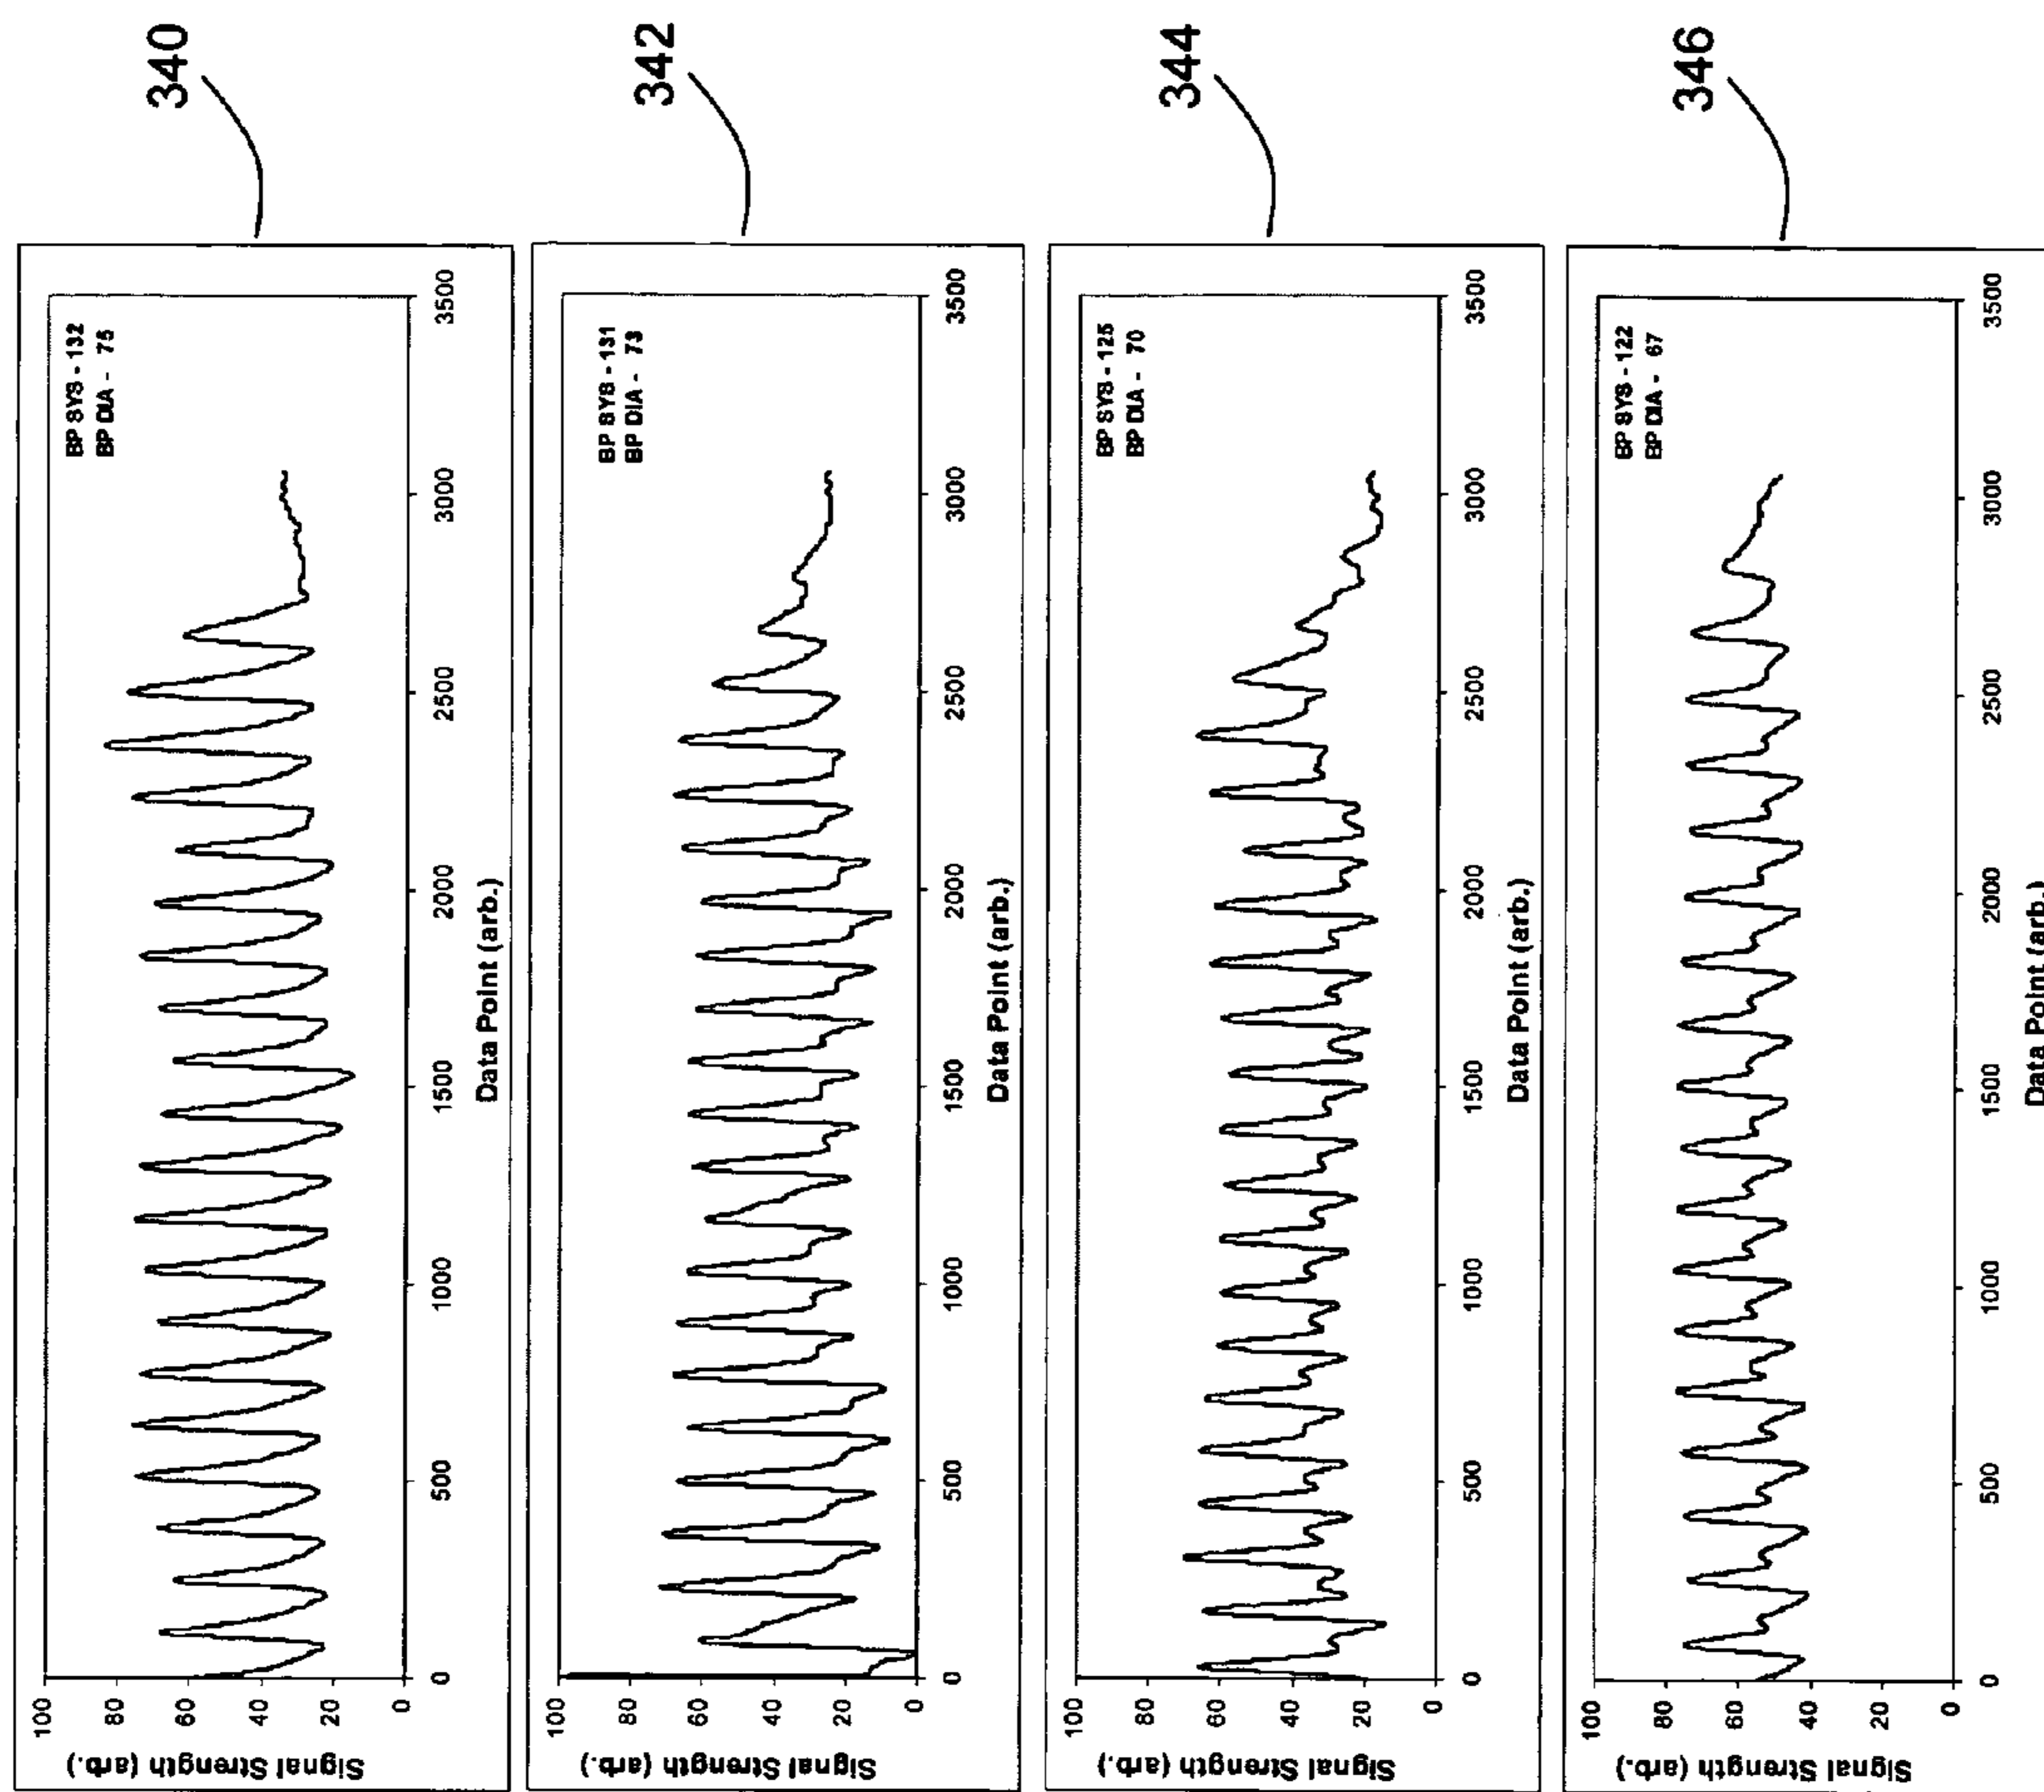 340
BP SYS - 132
BP DIA - 75
Signal Strength (arb.)
100
80
60
40
20
0
0 500 1000 1500 2000 2500 3000 3500
Data Point (arb.)
342
BP SYS - 131
BP DIA - 73
Signal Strength (arb.)
100
80
60
40
20
0
0 500 1000 1500 2000 2500 3000 3500
Data Point (arb.)
344
BP SYS - 125
BP DIA - 70
Signal Strength (arb.)
100
80
60
40
20
0
0 500 1000 1500 2000 2500 3000 3500
Data Point (arb.)
346
BP SYS - 122
BP DIA - 67
Signal Strength (arb.)
100
80
60
40
20
0
0 500 1000 1500 2000 2500 3000 3500
Data Point (arb.)